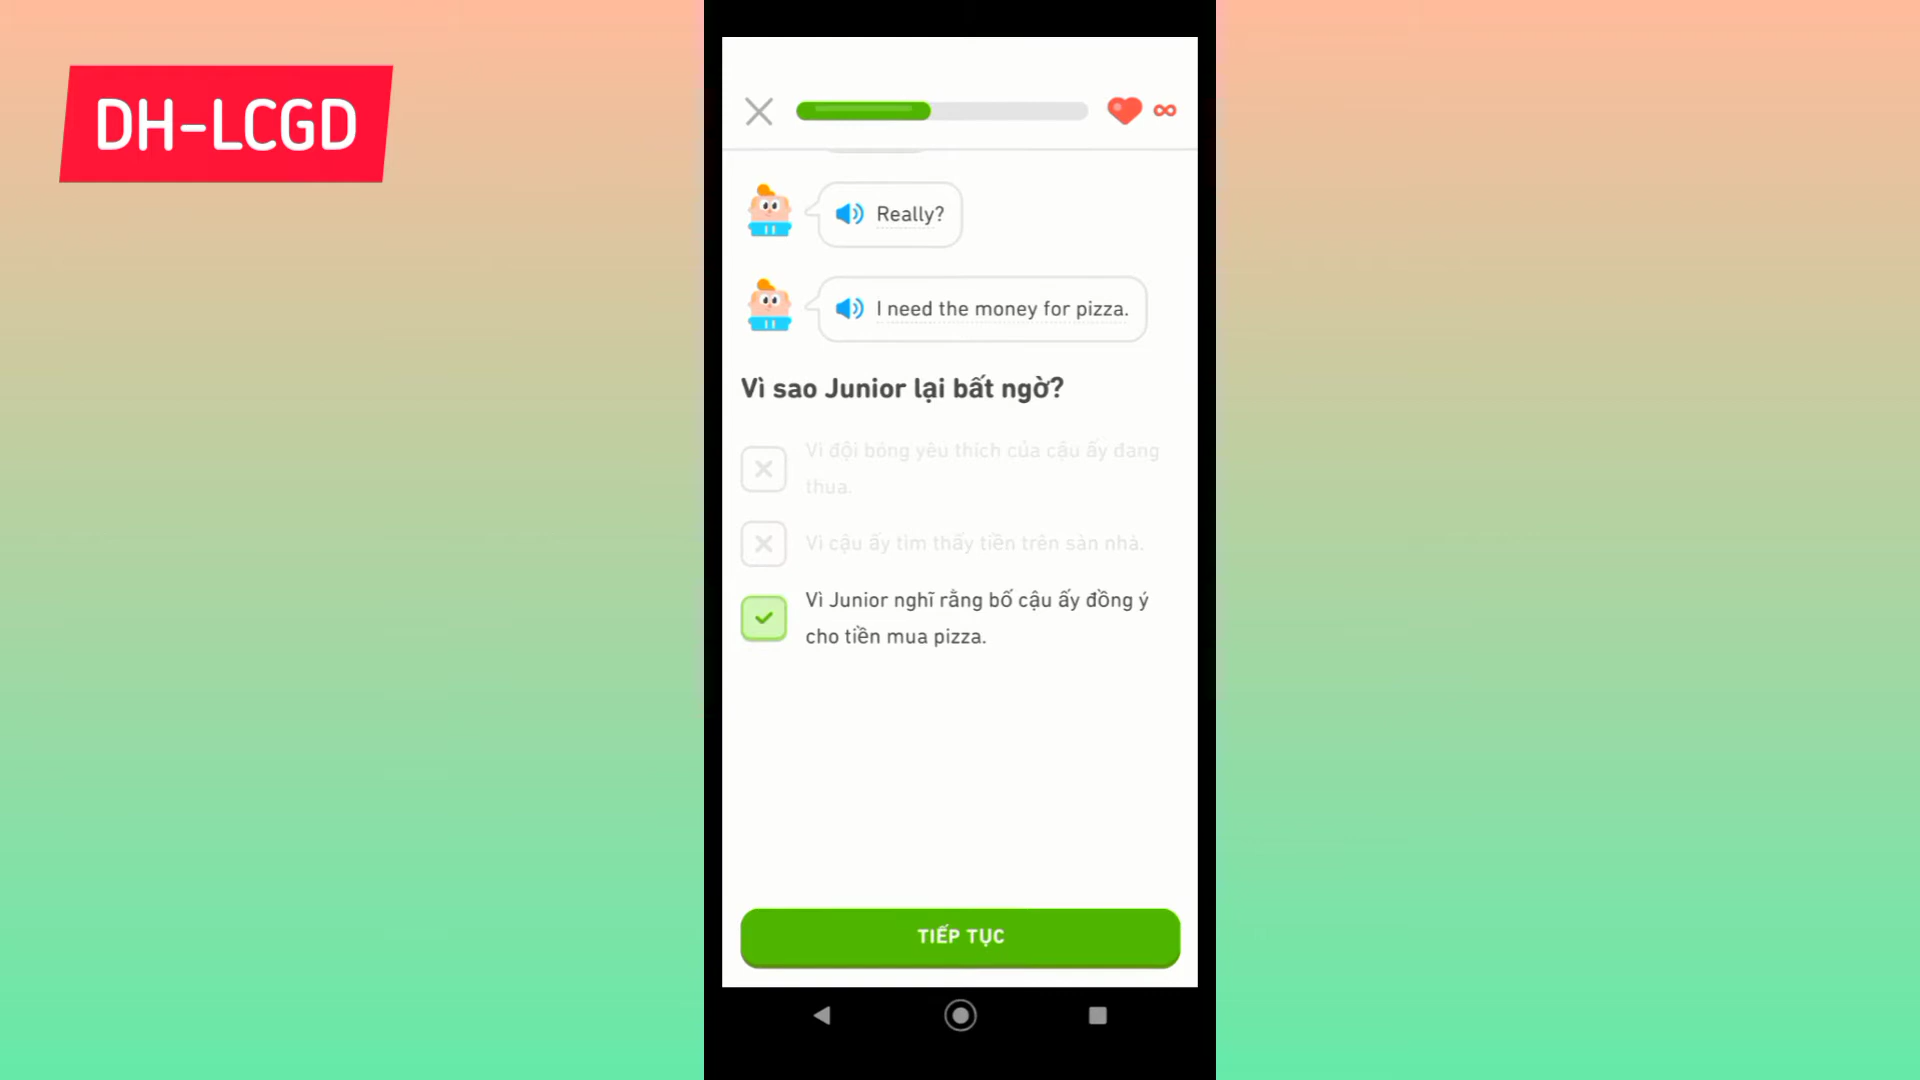 DH-LCGD
Really?
I need the money for pizza.
Vì sao Junior lại bất ngờ?
Vì đội bóng yêu thích của cậu ấy đang
thua.
Vì cậu ấy tìm thấy tiền trên sàn nhà.
Vì Junior nghĩ rằng bố cậu ấy đồng ý
cho tiền mua pizza.
TIẾP TỤC